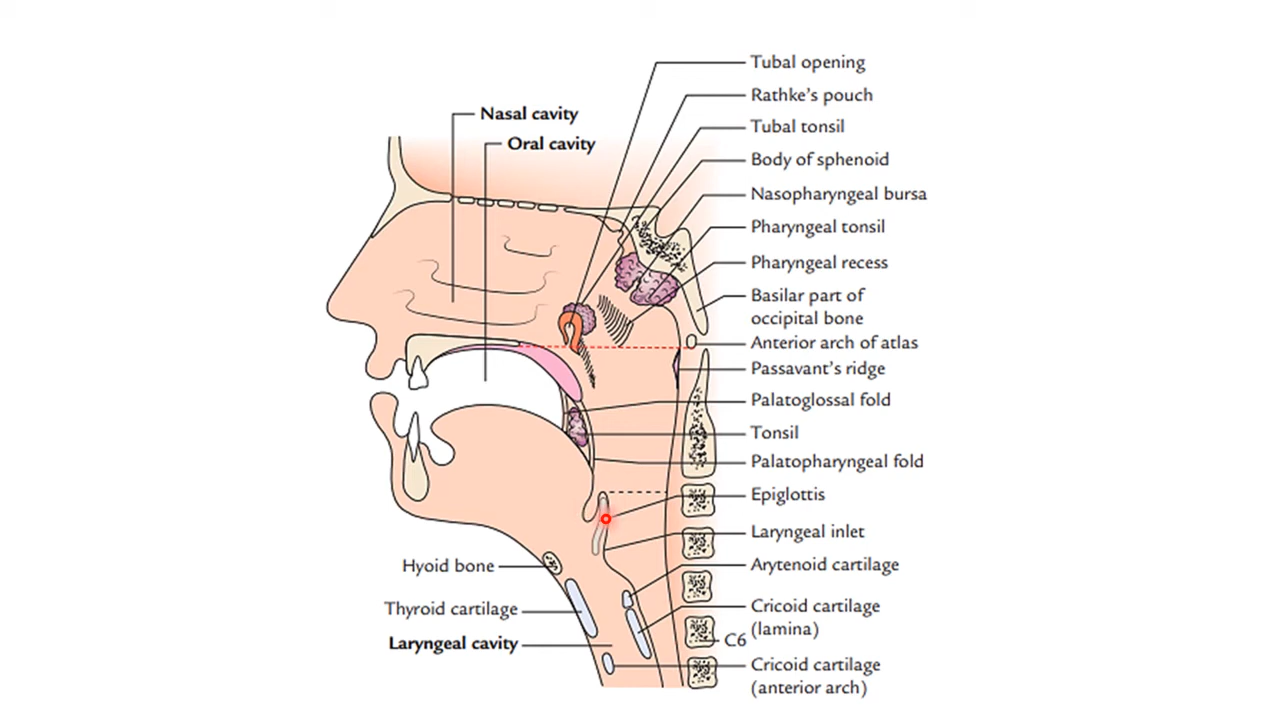 Tubal opening
Rathke's pouch
Nasal cavity
Tubal tonsil
Oral cavity
Body of sphenoid
Nasopharyngeal bursa
Pharyngeal tonsil
Pharyngeal recess
Basilar part of
occipital bone
Anterior arch of atlas
Passavant's ridge
Palatoglossal fold
Tonsil
Palatopharyngeal fold
Epiglottis
Laryngeal inlet
Hyoid bone
Arytenoid cartilage
Thyroid cartilage
Cricoid cartilage
(lamina)
C6
Laryngeal cavity
Cricoid cartilage
(anterior arch)